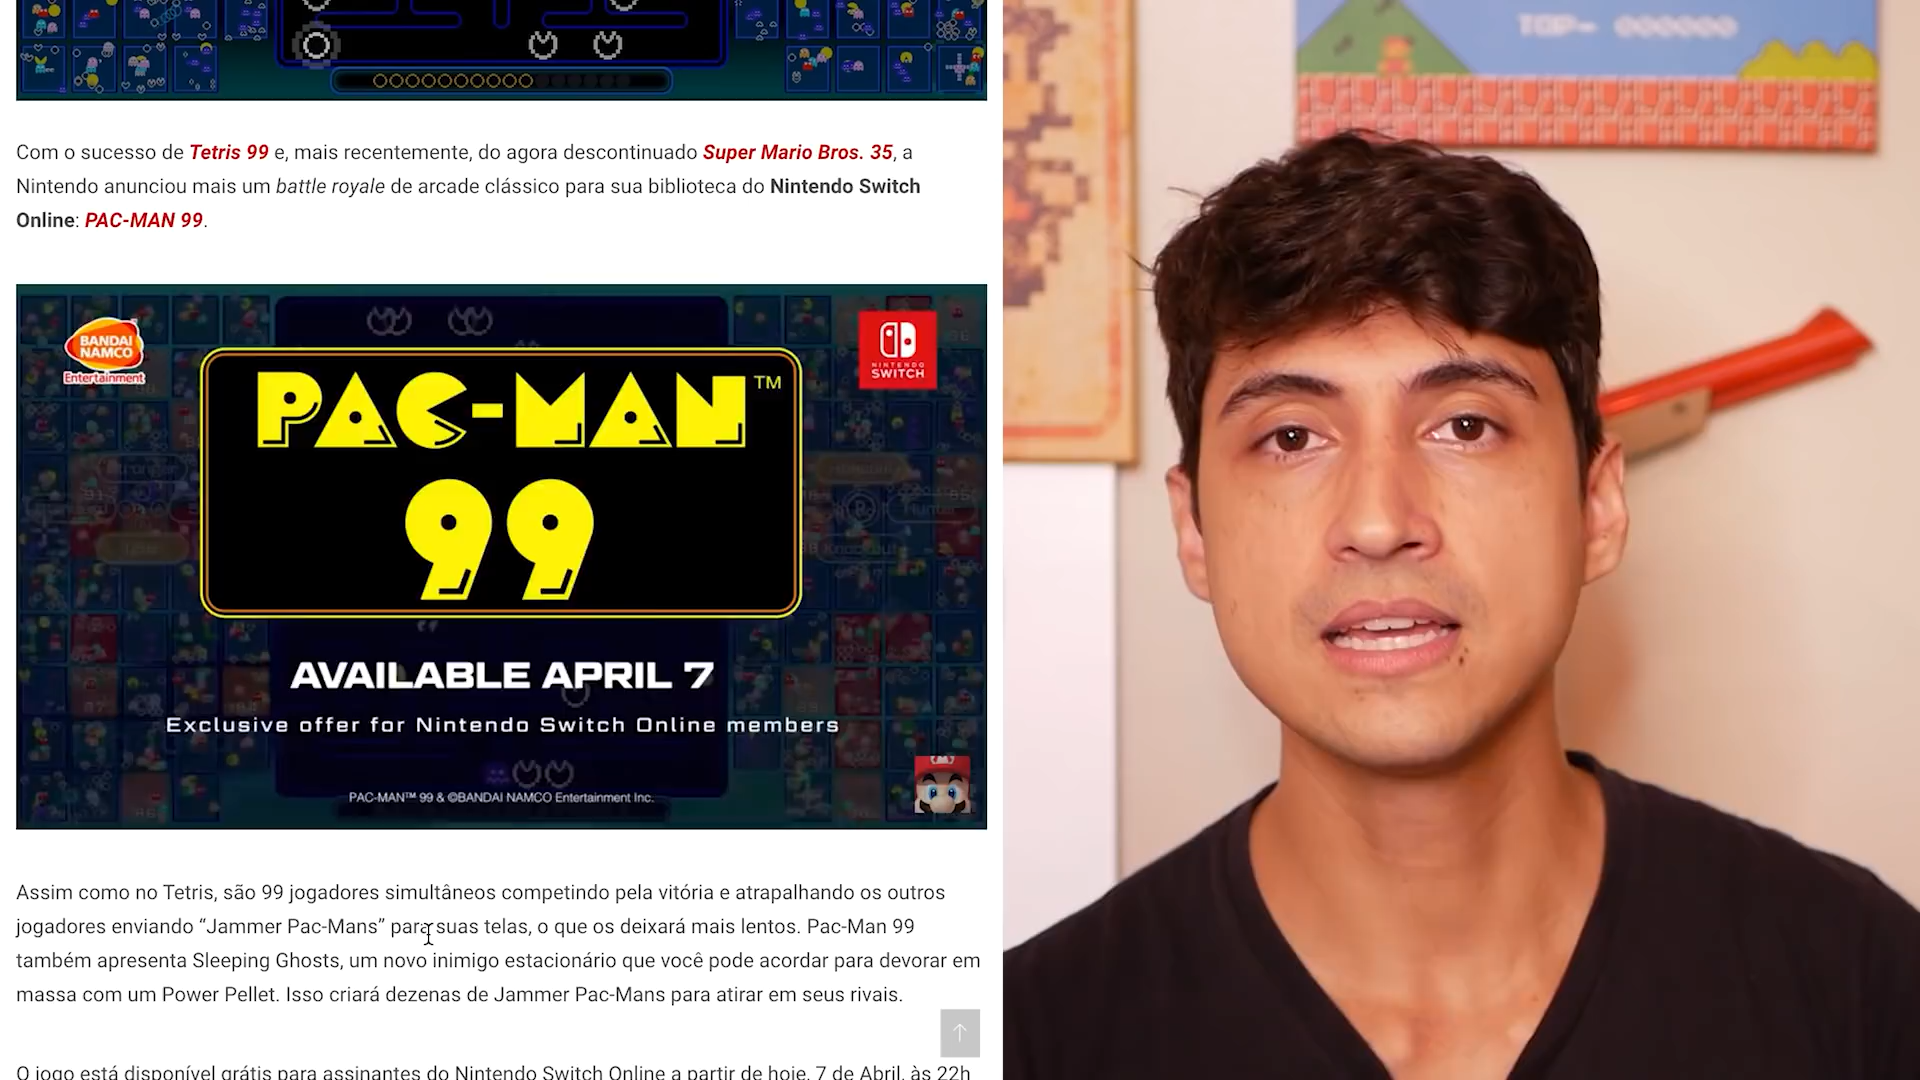 TOP- 000000
Com o sucesso de Tetris 99 e, mais recentemente, do agora descontinuado Super Mario Bros. 35, a
Nintendo anunciou mais um battle royale de arcade clássico para sua biblioteca do Nintendo Switch
Online: PAC-MAN 99.
BANDAI
NAMCO
Entertainment
NINTENDO
SWITCH
PAC-MAN™
99
AVAILABLE APRIL 7
Exclusive offer for Nintendo Switch Online members
PAC-MAN™ 99 & ©BANDAI NAMCO Entertainment Inc.
Assim como no Tetris, são 99 jogadores simultâneos competindo pela vitória e atrapalhando os outros
jogadores enviando “Jammer Pac-Mans” para suas telas, o que os deixará mais lentos. Pac-Man 99
também apresenta Sleeping Ghosts, um novo inimigo estacionário que você pode acordar para devorar em
massa com um Power Pellet. Isso criará dezenas de Jammer Pac-Mans para atirar em seus rivais.
O jogo está disponível grátis para assinantes do Nintendo Switch Online a partir de hoje, 7 de Abril, às 22h